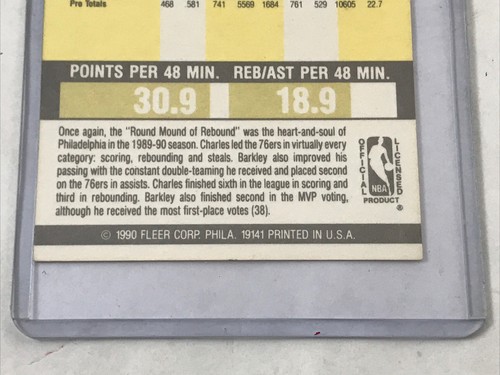 Pro Totals 468 .581 741 5569 1684 761 529 10605 22.7
POINTS PER 48 MIN. REB/AST PER 48 MIN.
30.9 18.9
Once again, the "Round Mound of Rebound" was the heart-and-soul of
Philadelphia in the 1989-90 season. Charles led the 76ers in virtually every
category: scoring, rebounding and steals. Barkley also improved his
passing with the constant double-teaming he received and placed second
on the 76ers in assists. Charles finished sixth in the league in scoring and
third in rebounding. Barkley also finished second in the MVP voting,
although he received the most first-place votes (38).
OFFICIAL
LICENSED
NBA
PRODUCT ®
© 1990 FLEER CORP. PHILA. 19141 PRINTED IN U.S.A.